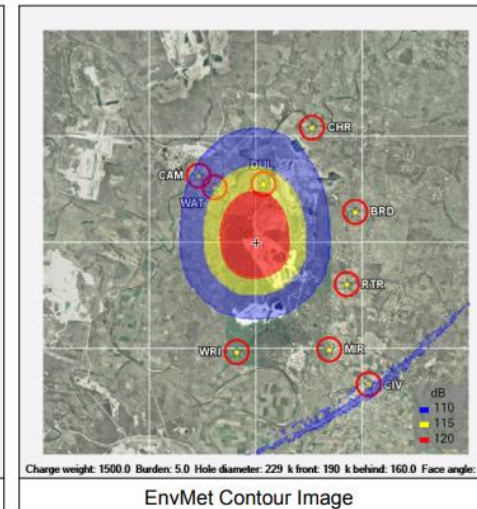 CHR
DUL
CAM
WAT
BRD
RTR
WRI
MIR
CIV
dB
110
115
120
Charge weight: 1500.0 Burden: 5.0 Hole diameter: 229 k front: 190 k behind: 160.0 Face angle:
EnvMet Contour Image